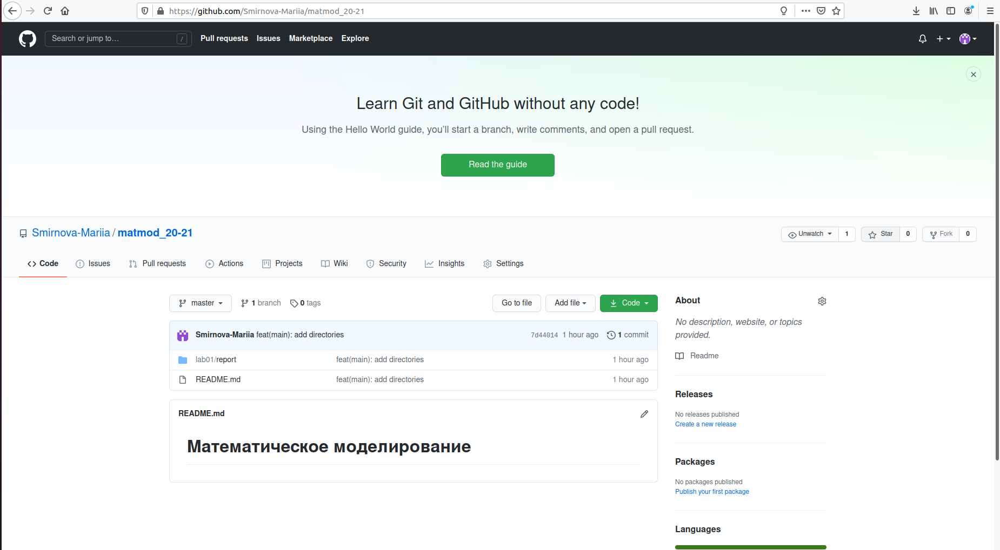 https://github.com/Smirnova-Mariia/matmod_20-21
Search or jump to… /
Pull requests Issues Marketplace Explore
Learn Git and GitHub without any code!
Using the Hello World guide, you’ll start a branch, write comments, and open a pull request.
Read the guide
Smirnova-Mariia / matmod_20-21
Unwatch 1 Star 0 Fork 0
Code Issues Pull requests Actions Projects Wiki Security Insights Settings
master 1 branch 0 tags Go to file Add file Code
Smirnova-Mariia feat(main): add directories 7d44014 1 hour ago 1 commit
lab01/report feat(main): add directories 1 hour ago
README.md feat(main): add directories 1 hour ago
README.md
Математическое моделирование
About
No description, website, or topics
provided.
Readme
Releases
No releases published
Create a new release
Packages
No packages published
Publish your first package
Languages